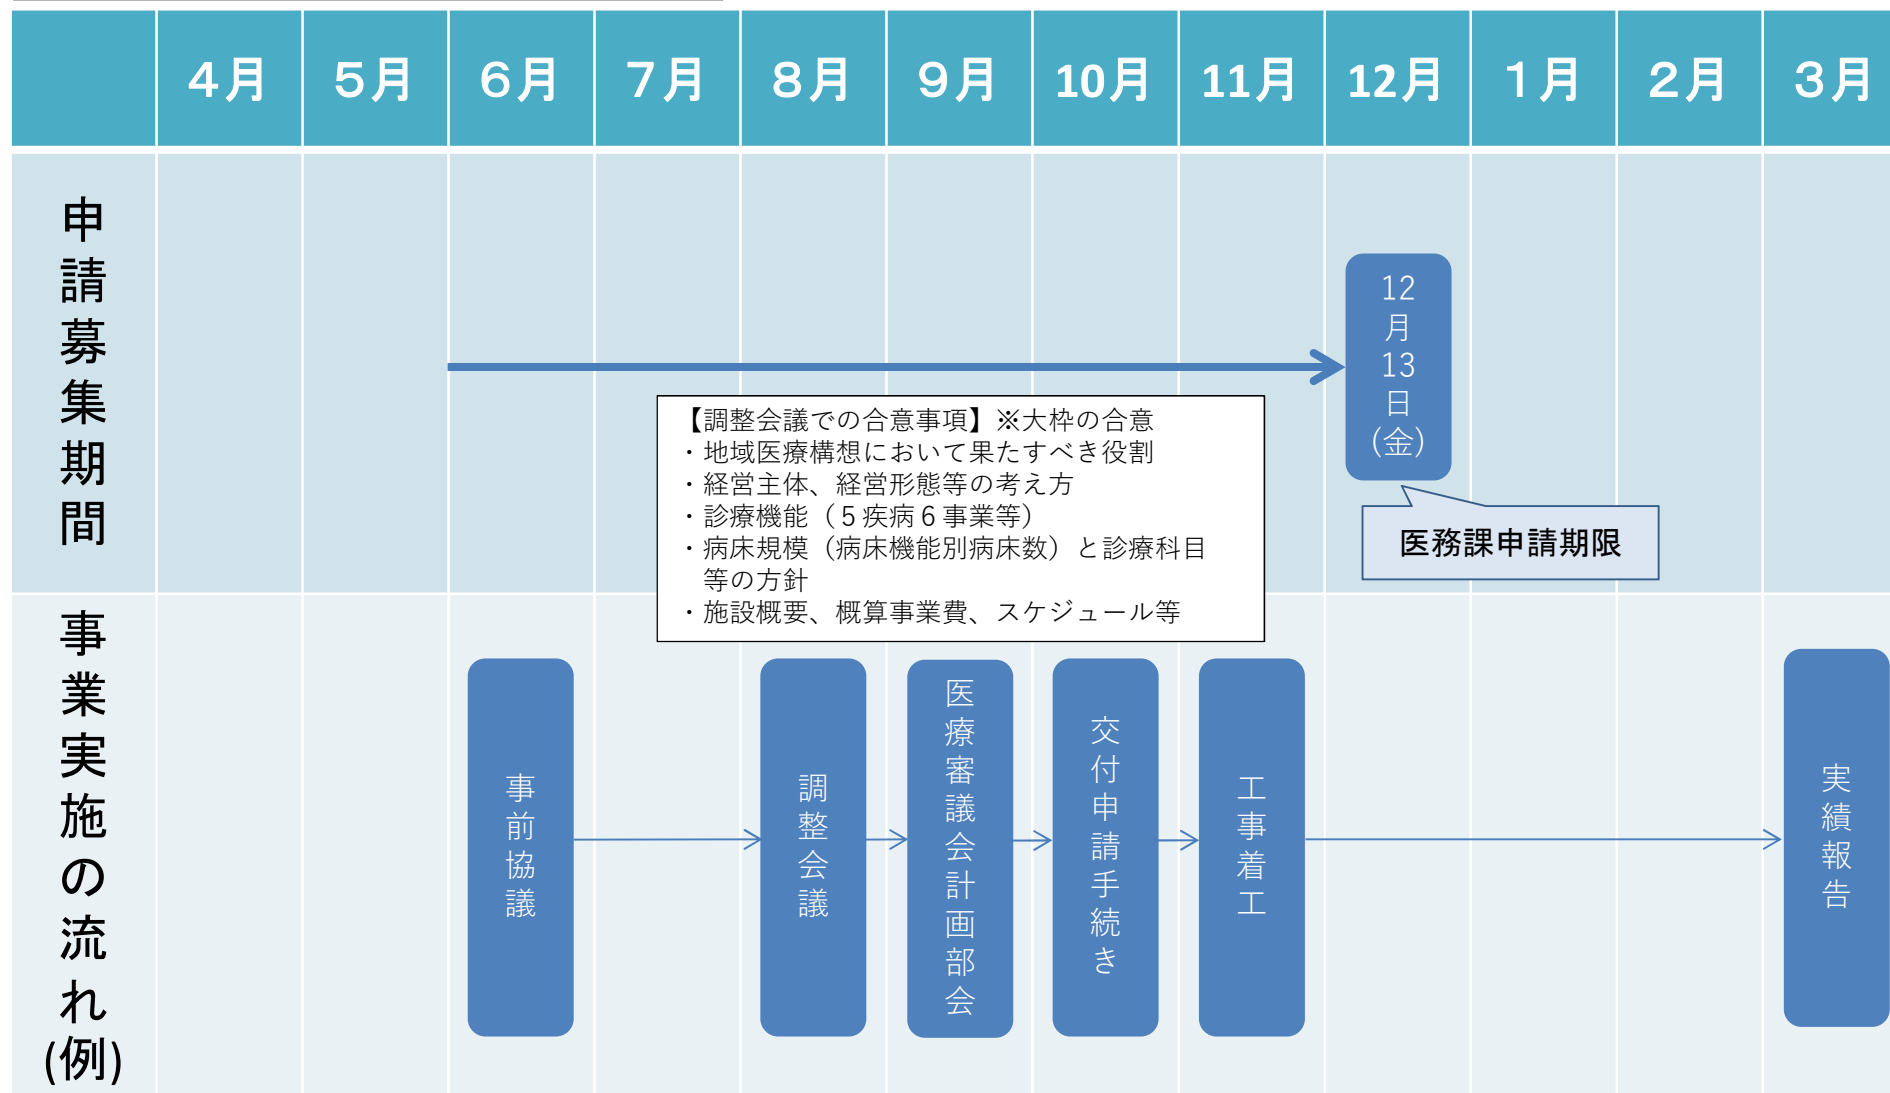 ４月
５月
６月
７月
８月
９月
10月
11月
12月
１月
２月
３月
申請募集期間
12月13日(金)
医務課申請期限
【調整会議での合意事項】※大枠の合意
・地域医療構想において果たすべき役割
・経営主体、経営形態等の考え方
・診療機能（５疾病６事業等）
・病床規模（病床機能別病床数）と診療科目
等の方針
・施設概要、概算事業費、スケジュール等
事業実施の流れ(例)
事前協議
調整会議
医療審議会計画部会
交付申請手続き
工事着工
実績報告